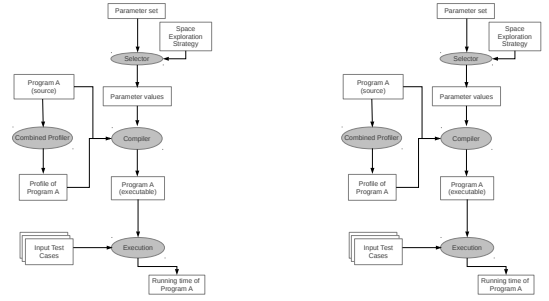 Parameter set
Space
Exploration
Strategy
Selector
Program A
(source)
Parameter values
Combined Profiler
Compiler
Profile of
Program A
Program A
(executable)
Input Test
Cases
Execution
Running time of
Program A
Parameter set
Space
Exploration
Strategy
Selector
Program A
(source)
Parameter values
Combined Profiler
Compiler
Profile of
Program A
Program A
(executable)
Input Test
Cases
Execution
Running time of
Program A